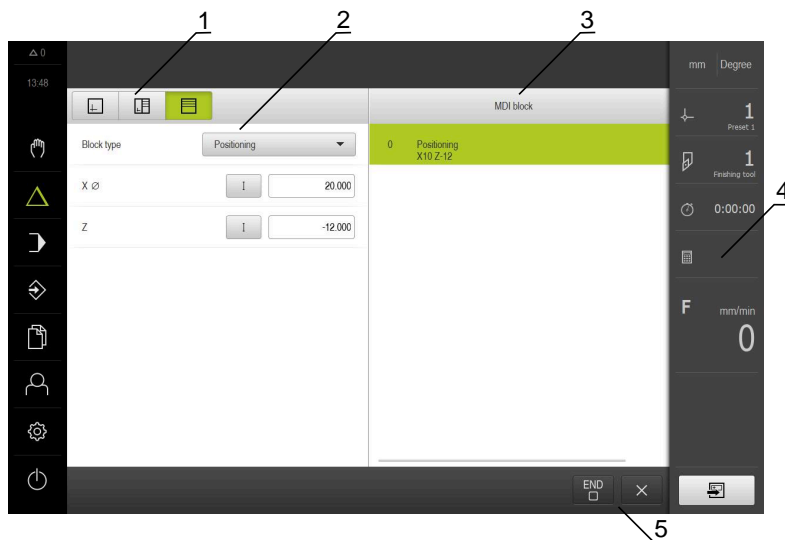 1
2
3
△ 0
13:48
mm Degree
MDI block
1
Preset 1
Block type
Positioning
0 Positioning
X10 Z-12
1
Finishing tool
X ⌀
I
20.000
0:00:00
4
Z
I
-12.000
F mm/min
0
END
5